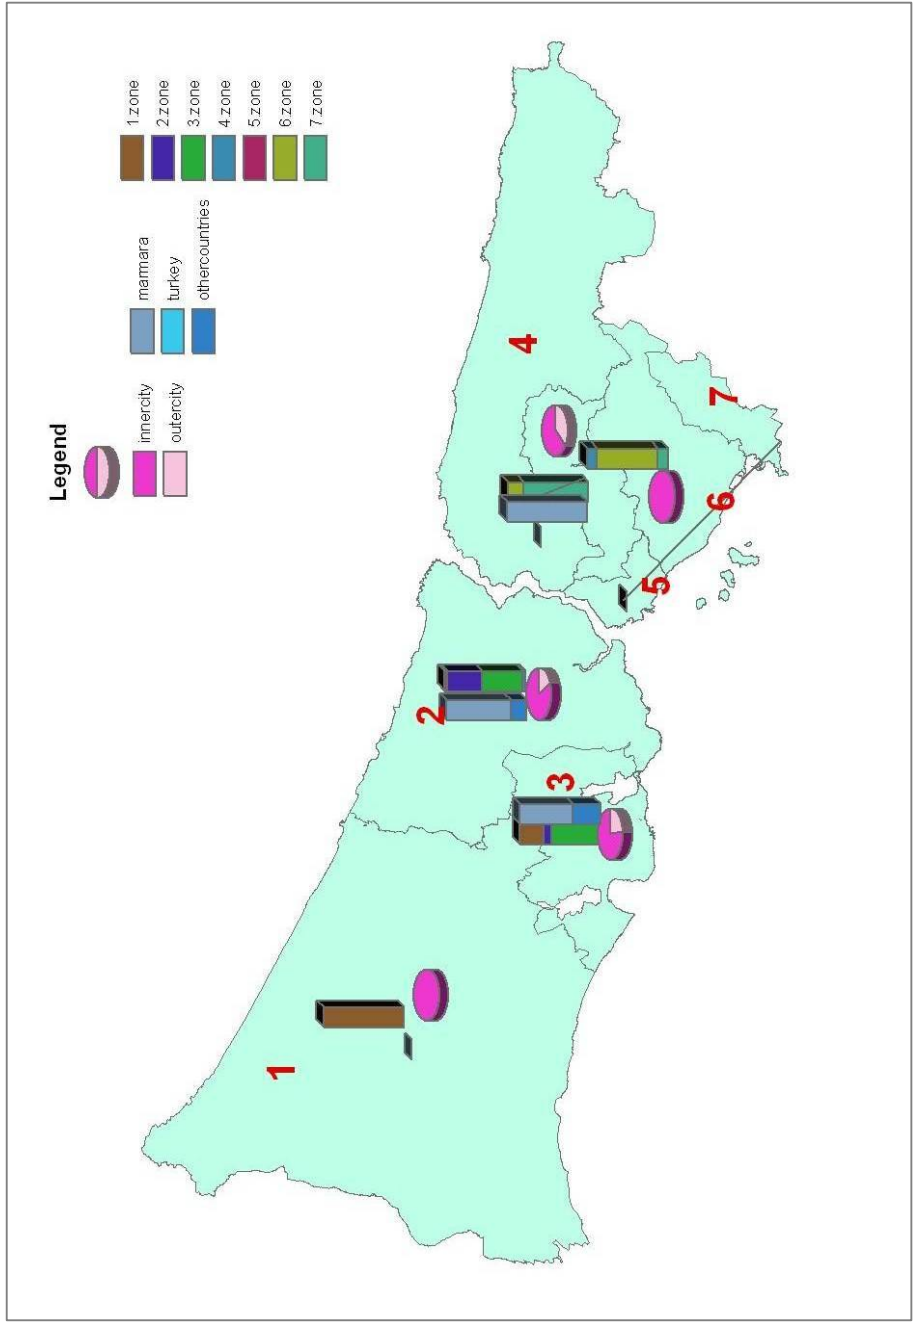 Legend
innercity
outercity
marmara
turkey
othercountries
1.zone
2.zone
3.zone
4.zone
5.zone
6.zone
7.zone
1
2
3
4
5
6
7